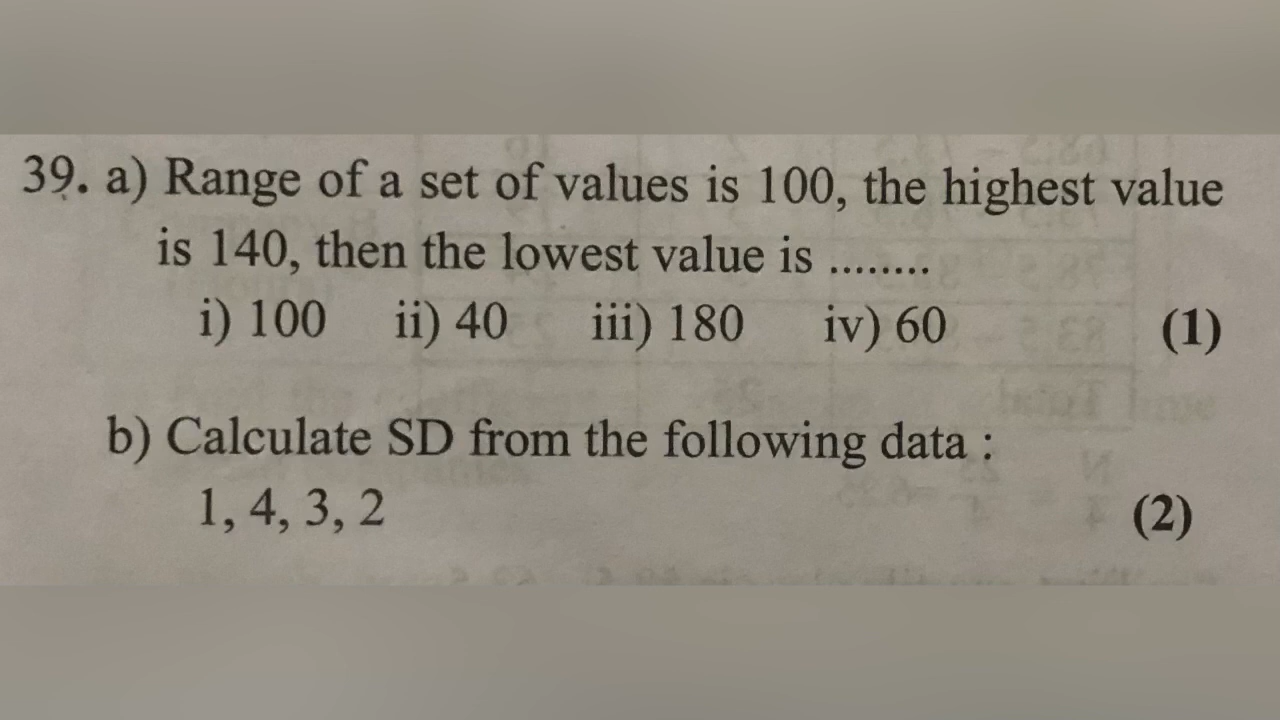 39. a) Range of a set of values is 100, the highest value
is 140, then the lowest value is ........
i) 100 ii) 40 iii) 180 iv) 60 (1)
b) Calculate SD from the following data :
1, 4, 3, 2 (2)